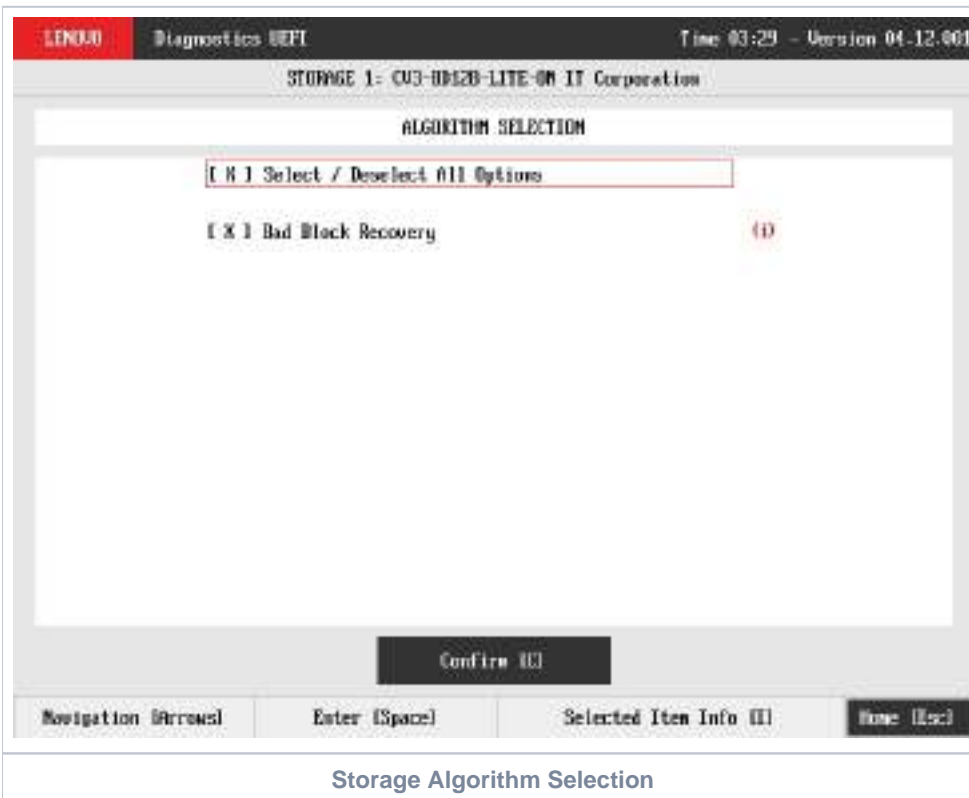 LENOVO Diagnostics UEFI Time 03:29 - Version 04.12.001
STORAGE 1: CV3-8D128-LITE-ON IT Corporation
ALGORITHM SELECTION
[ X ] Select / Deselect All Options
[ X ] Bad Block Recovery (i)
Confirm [C]
Navigation [Arrows] Enter [Space] Selected Item Info [I] Home [Esc]
Storage Algorithm Selection